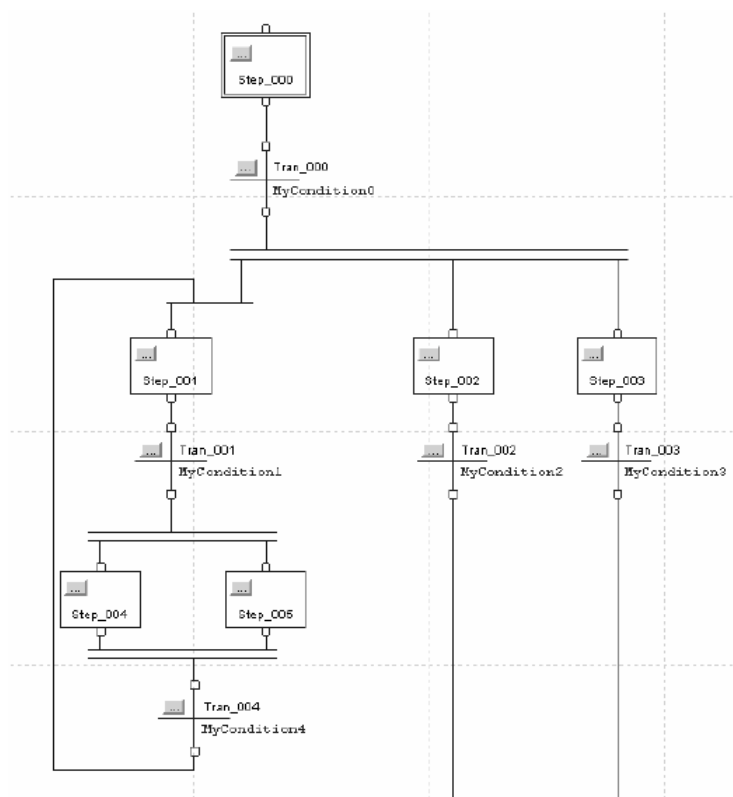 ...
Step_000
... Tran_000
MyCondition0
...
Step_001
...
Step_002
...
Step_003
... Tran_001
MyCondition1
... Tran_002
MyCondition2
... Tran_003
MyCondition3
...
Step_004
...
Step_005
... Tran_004
MyCondition4